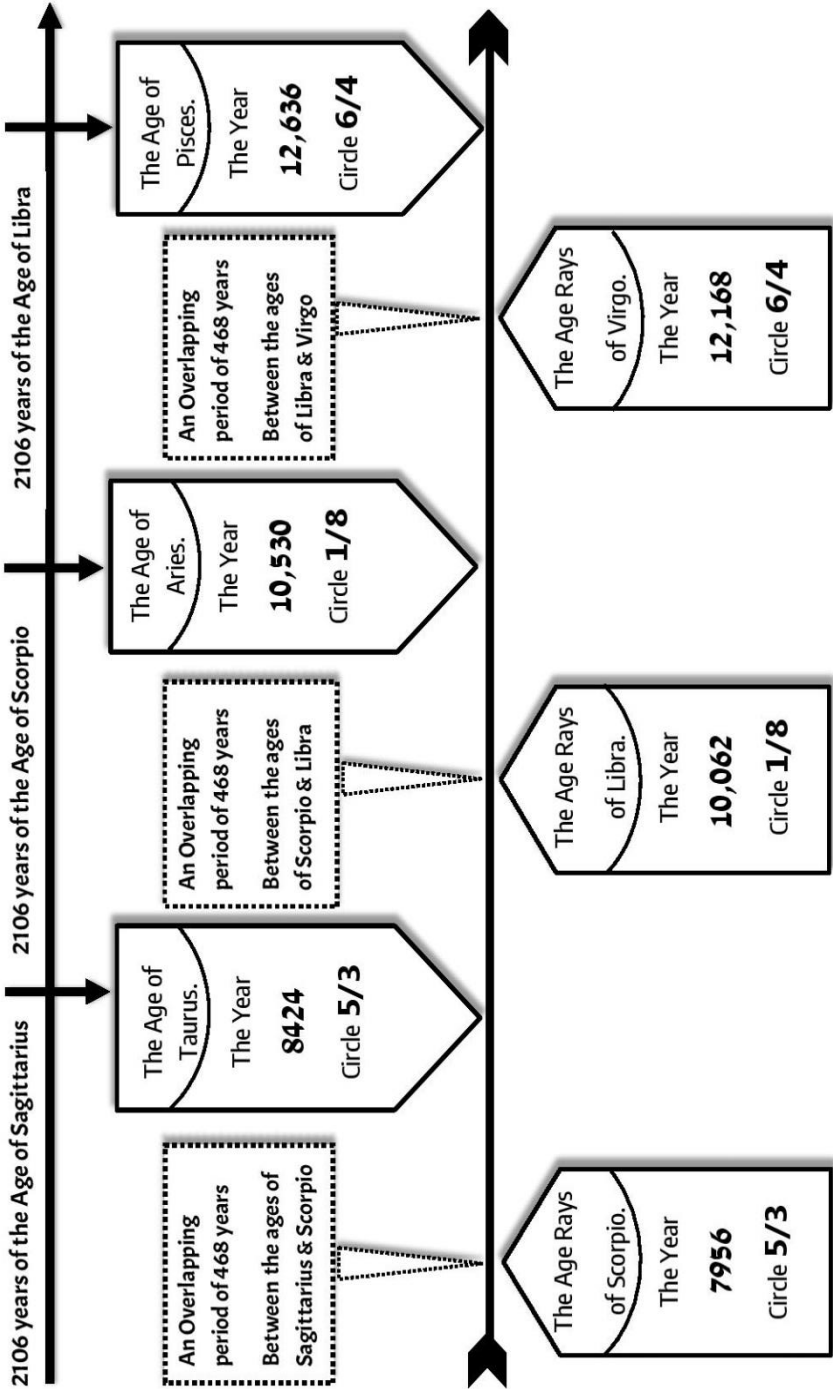 2106 years of the Age of Sagittarius
2106 years of the Age of Scorpio
2106 years of the Age of Libra
An Overlapping
period of 468 years
Between the ages of
Sagittarius & Scorpio
The Age of
Taurus.
The Year
8424
Circle 5/3
An Overlapping
period of 468 years
Between the ages
of Scorpio & Libra
The Age of
Aries.
The Year
10,530
Circle 1/8
An Overlapping
period of 468 years
Between the ages
of Libra & Virgo
The Age of
Pisces.
The Year
12,636
Circle 6/4
The Age Rays
of Scorpio.
The Year
7956
Circle 5/3
The Age Rays
of Libra.
The Year
10,062
Circle 1/8
The Age Rays
of Virgo.
The Year
12,168
Circle 6/4